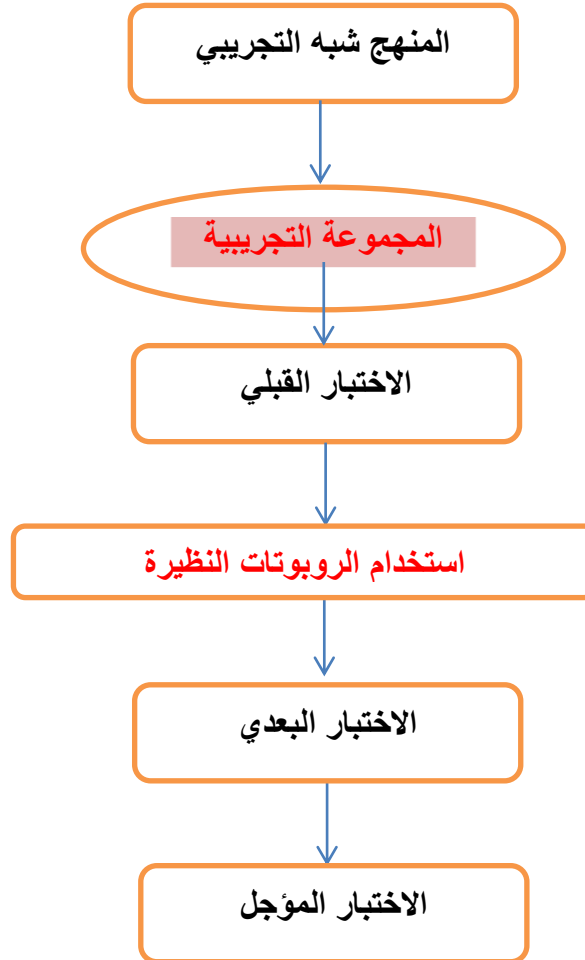 المنهج شبه التجريبي
المجموعة التجريبية
الاختبار القبلي
استخدام الروبوتات النظيرة
الاختبار البعدي
الاختبار المؤجل